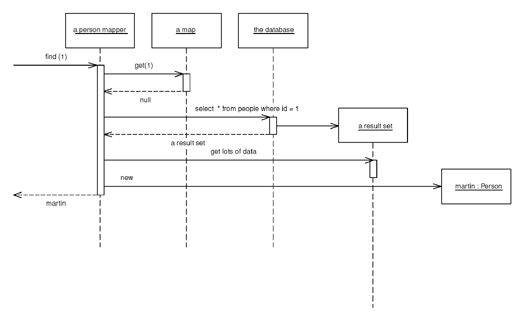 a person mapper
a map
the database
find (1)
get(1)
null
select * from people where id = 1
a result set
a result set
get lots of data
new
martin : Person
martin